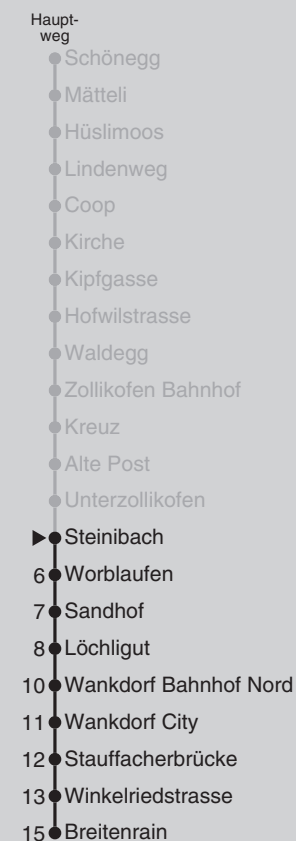 Haupt-
weg
Schönegg
Mätteli
Hüslimoos
Lindenweg
Coop
Kirche
Kipfgasse
Hofwilstrasse
Waldegg
Zollikofen Bahnhof
Kreuz
Alte Post
Unterzollikofen
Steinibach
6 Worblaufen
7 Sandhof
8 Löchligut
10 Wankdorf Bahnhof Nord
11 Wankdorf City
12 Stauffacherbrücke
13 Winkelriedstrasse
15 Breitenrain